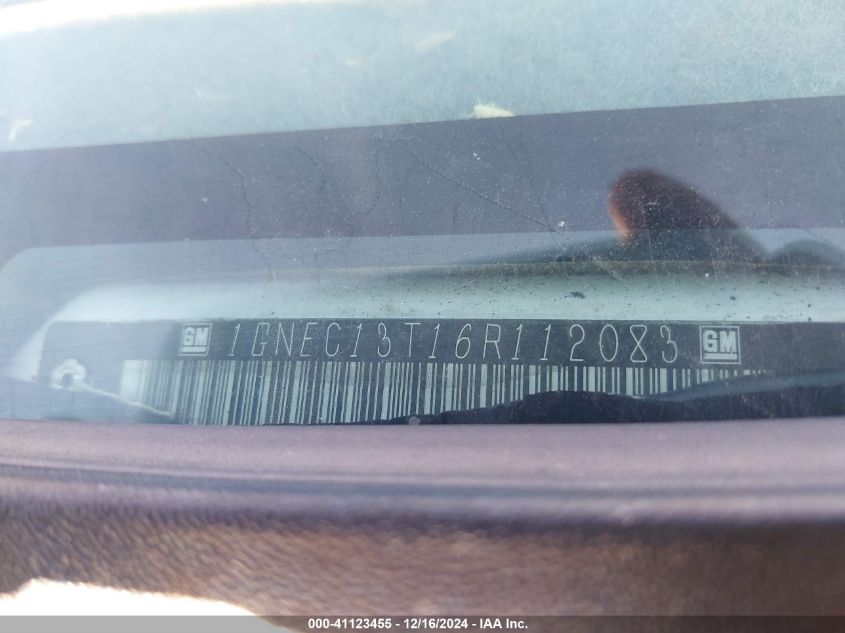 GM 1GNEC13T16R112083 GM
000-41123455 - 12/16/2024 - IAA Inc.